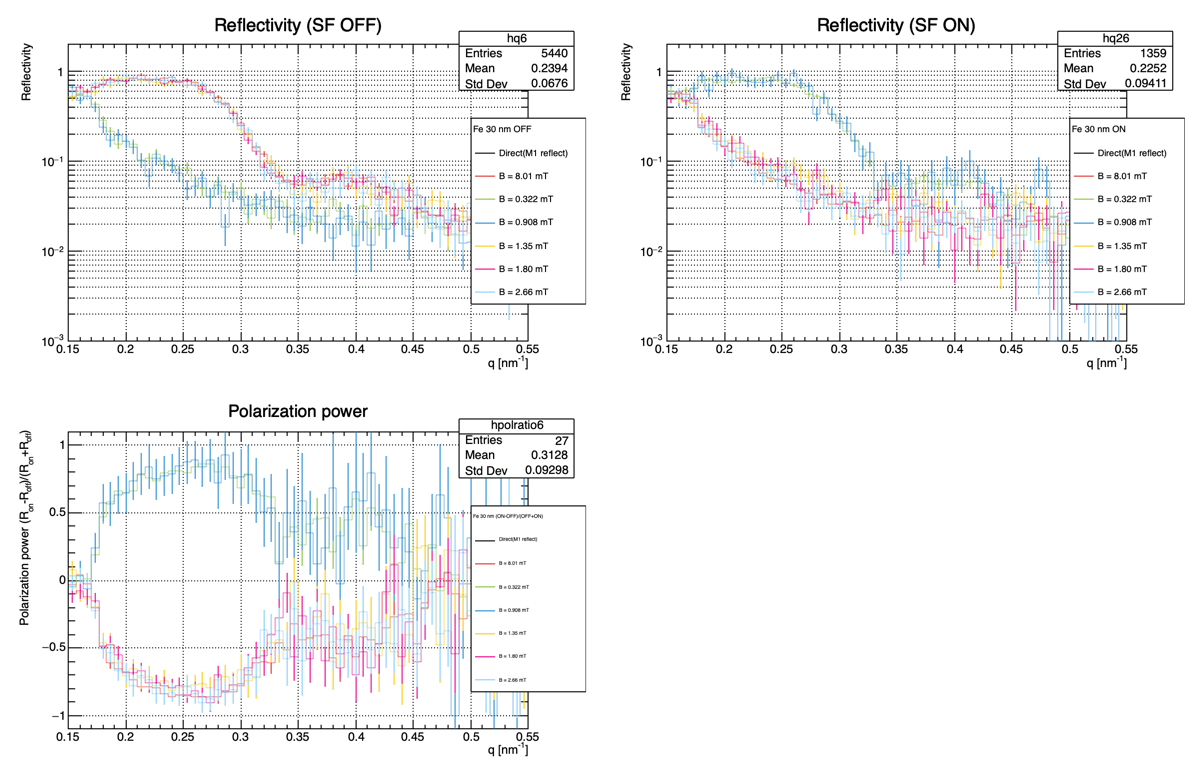 Reflectivity (SF OFF)
hq6
Entries 5440
Mean 0.2394
Std Dev 0.0676
Reflectivity
1
10−1
10−2
10−3
Fe 30 nm OFF
Direct(M1 reflect)
B = 8.01 mT
B = 0.322 mT
B = 0.908 mT
B = 1.35 mT
B = 1.80 mT
B = 2.66 mT
0.15 0.2 0.25 0.3 0.35 0.4 0.45 0.5 0.55
q [nm-1]
Reflectivity (SF ON)
hq26
Entries 1359
Mean 0.2252
Std Dev 0.09411
Reflectivity
1
10−1
10−2
10−3
Fe 30 nm ON
Direct(M1 reflect)
B = 8.01 mT
B = 0.322 mT
B = 0.908 mT
B = 1.35 mT
B = 1.80 mT
B = 2.66 mT
0.15 0.2 0.25 0.3 0.35 0.4 0.45 0.5 0.55
q [nm-1]
Polarization power
hpolratio6
Entries 27
Mean 0.3128
Std Dev 0.09298
Polarization power (Ron-Roff)/(Ron+Roff)
1
0.5
0
−0.5
−1
Fe 30 nm (ON-OFF)/(OFF+ON)
Direct(M1 reflect)
B = 8.01 mT
B = 0.322 mT
B = 0.908 mT
B = 1.35 mT
B = 1.80 mT
B = 2.66 mT
0.15 0.2 0.25 0.3 0.35 0.4 0.45 0.5 0.55
q [nm-1]